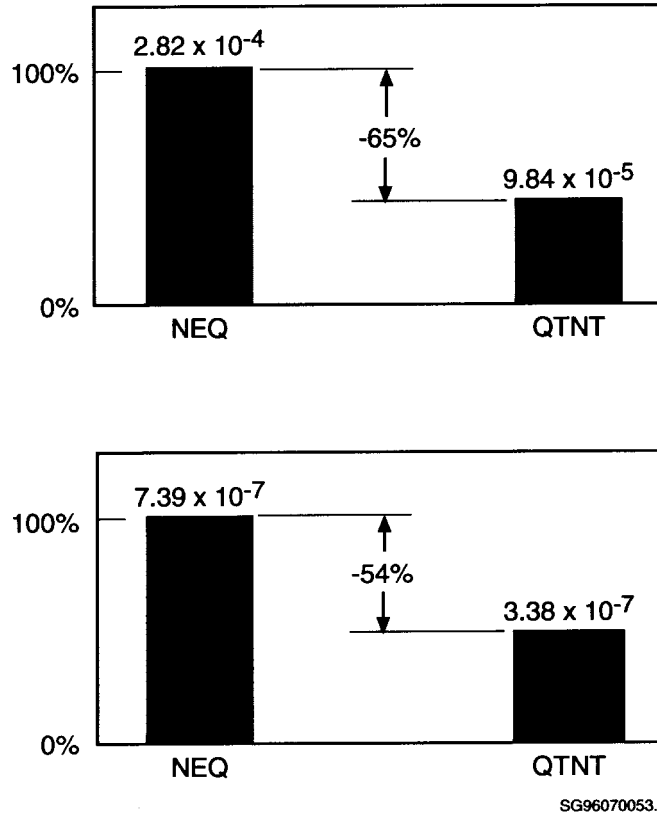 2.82 x 10⁻⁴
100%
-65%
9.84 x 10⁻⁵
0%
NEQ QTNT
7.39 x 10⁻⁷
100%
-54%
3.38 x 10⁻⁷
0%
NEQ QTNT
SG96070053.